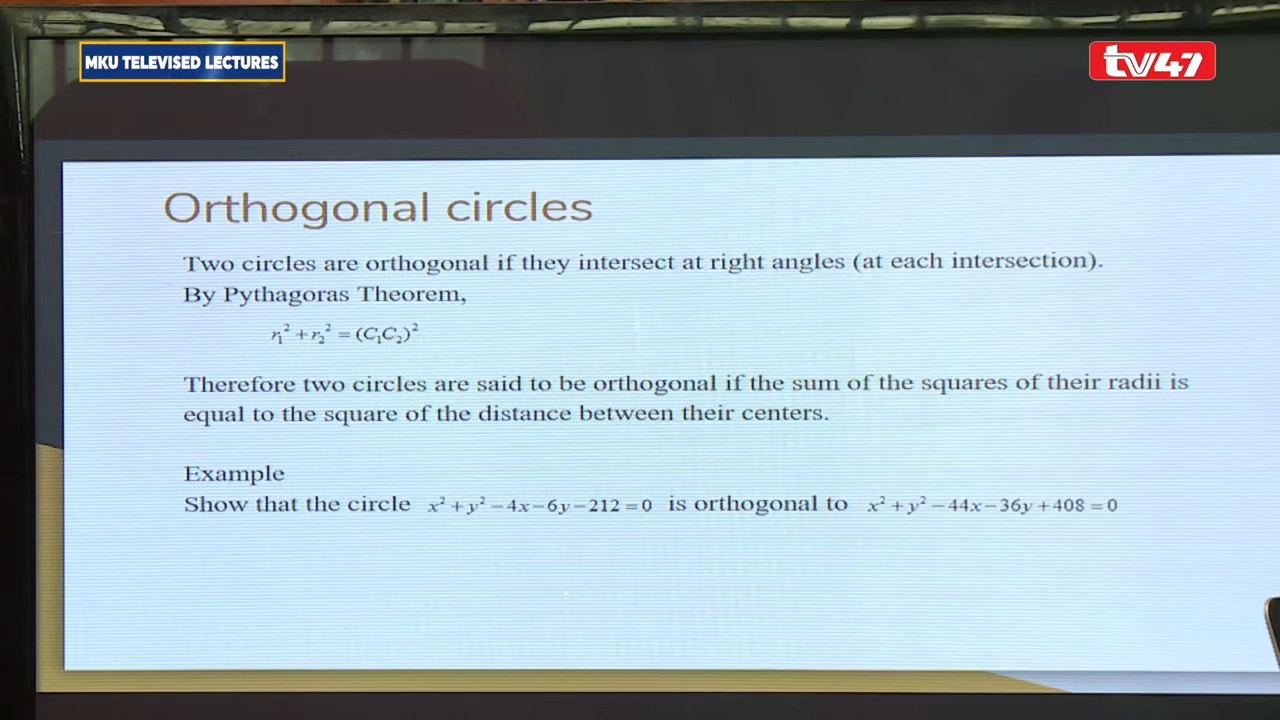 MKU TELEVISED LECTURES
tv47
Orthogonal circles
Two circles are orthogonal if they intersect at right angles (at each intersection).
By Pythagoras Theorem,
r₁² + r₂² = (C₁C₂)²
Therefore two circles are said to be orthogonal if the sum of the squares of their radii is
equal to the square of the distance between their centers.
Example
Show that the circle x² + y² − 4x − 6y − 212 = 0 is orthogonal to x² + y² − 44x − 36y + 408 = 0